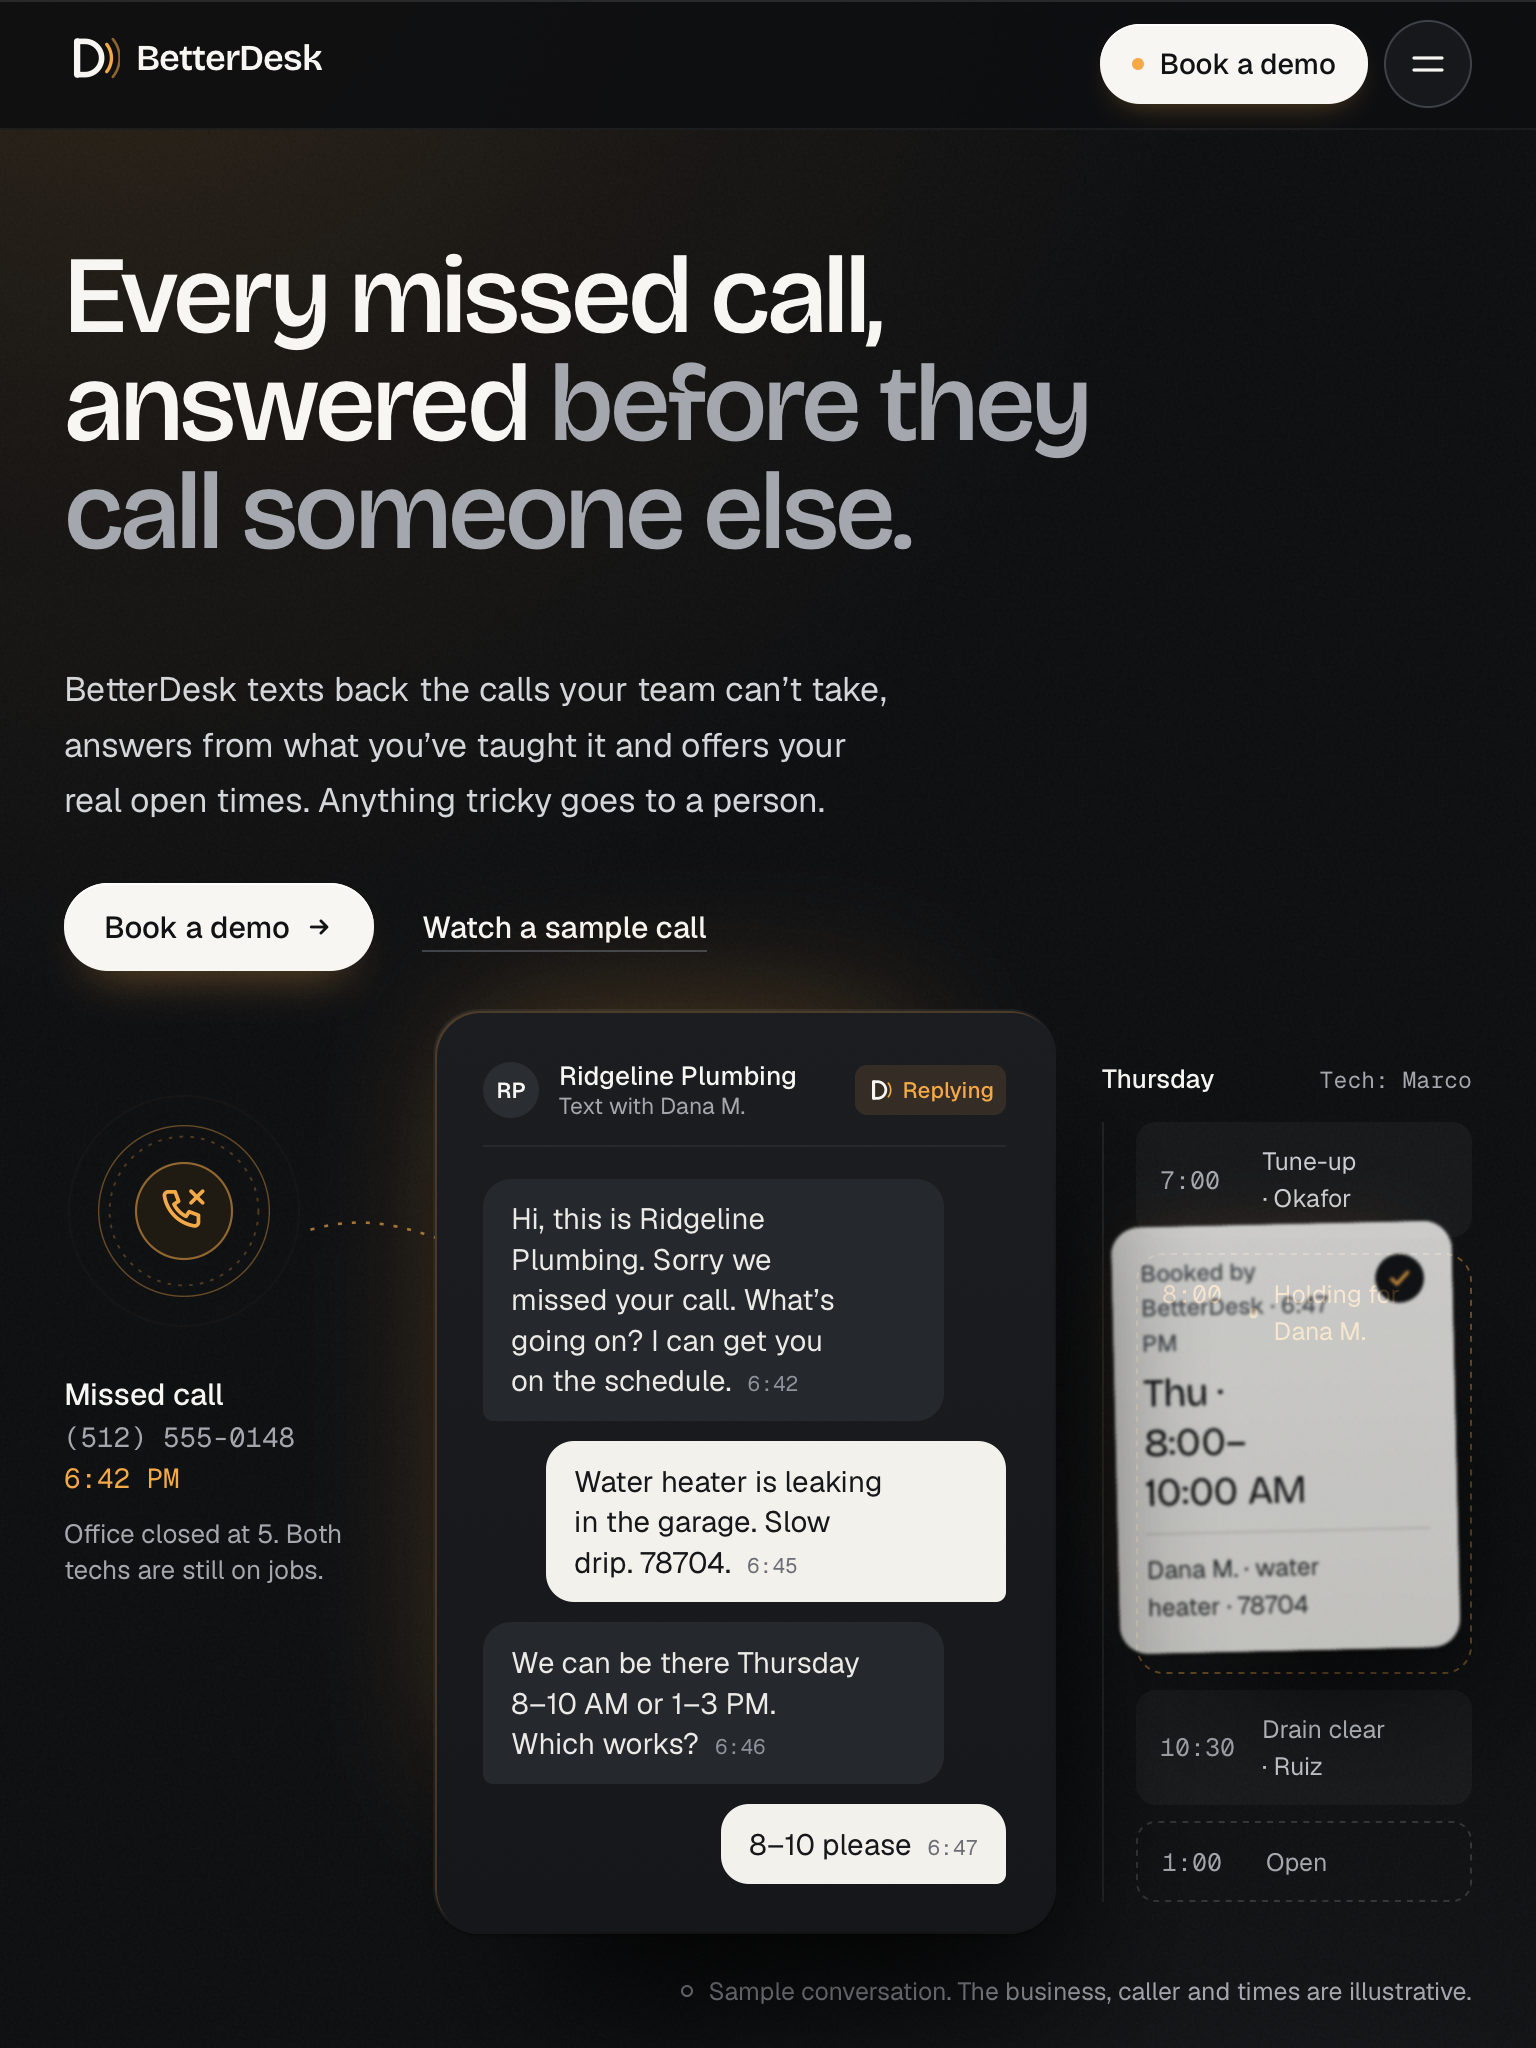 BetterDesk
Book a demo
Every missed call,
answered before they
call someone else.
BetterDesk texts back the calls your team can’t take,
answers from what you’ve taught it and offers your
real open times. Anything tricky goes to a person.
Book a demo →
Watch a sample call
Missed call
(512) 555-0148
6:42 PM
Office closed at 5. Both
techs are still on jobs.
RP
Ridgeline Plumbing
Text with Dana M.
Replying
Hi, this is Ridgeline
Plumbing. Sorry we
missed your call. What’s
going on? I can get you
on the schedule. 6:42
Water heater is leaking
in the garage. Slow
drip. 78704. 6:45
We can be there Thursday
8–10 AM or 1–3 PM.
Which works? 6:46
8–10 please 6:47
Thursday
Tech: Marco
7:00
Tune-up
· Okafor
8:00
Holding for
Dana M.
Booked by
BetterDesk · 6:47
PM
Thu ·
8:00–
10:00 AM
Dana M. · water
heater · 78704
10:30
Drain clear
· Ruiz
1:00
Open
Sample conversation. The business, caller and times are illustrative.